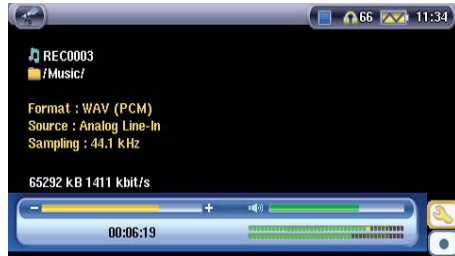 66 11:34
REC0003
/Music/
Format : WAV (PCM)
Source : Analog Line-In
Sampling : 44.1 kHz
65292 kB 1411 kbit/s
- +
00:06:19